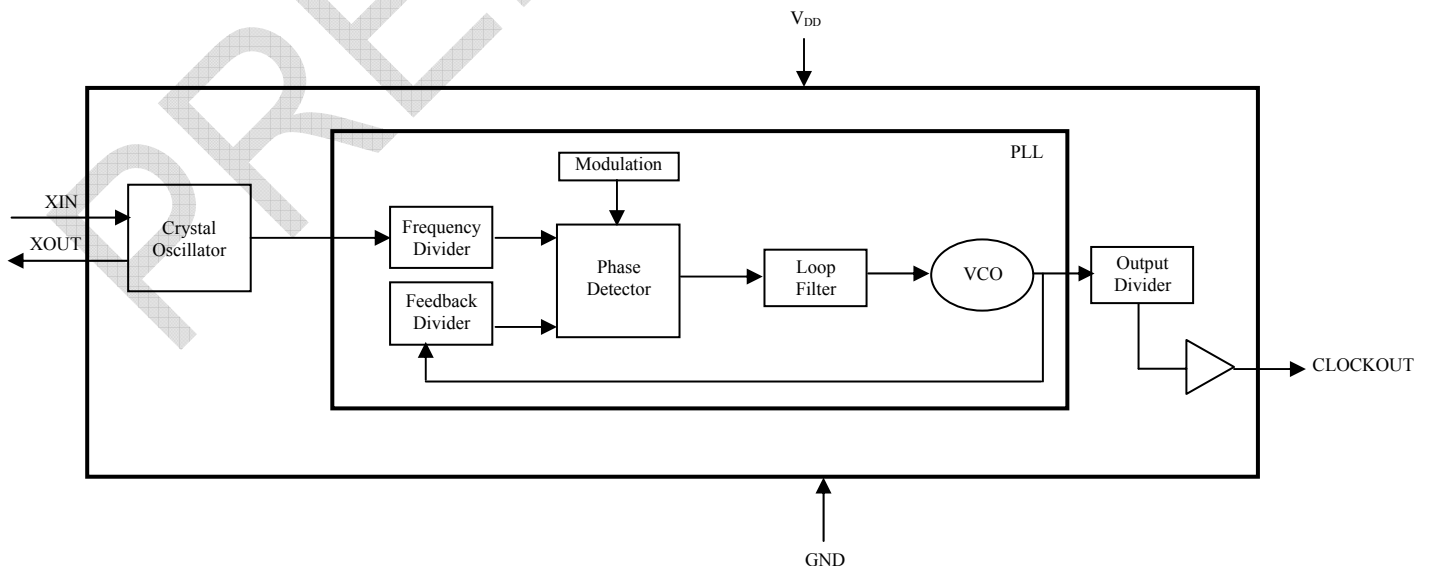 V_DD
PLL
Modulation
XIN
XOUT
Crystal
Oscillator
Frequency
Divider
Feedback
Divider
Phase
Detector
Loop
Filter
VCO
Output
Divider
CLOCKOUT
GND